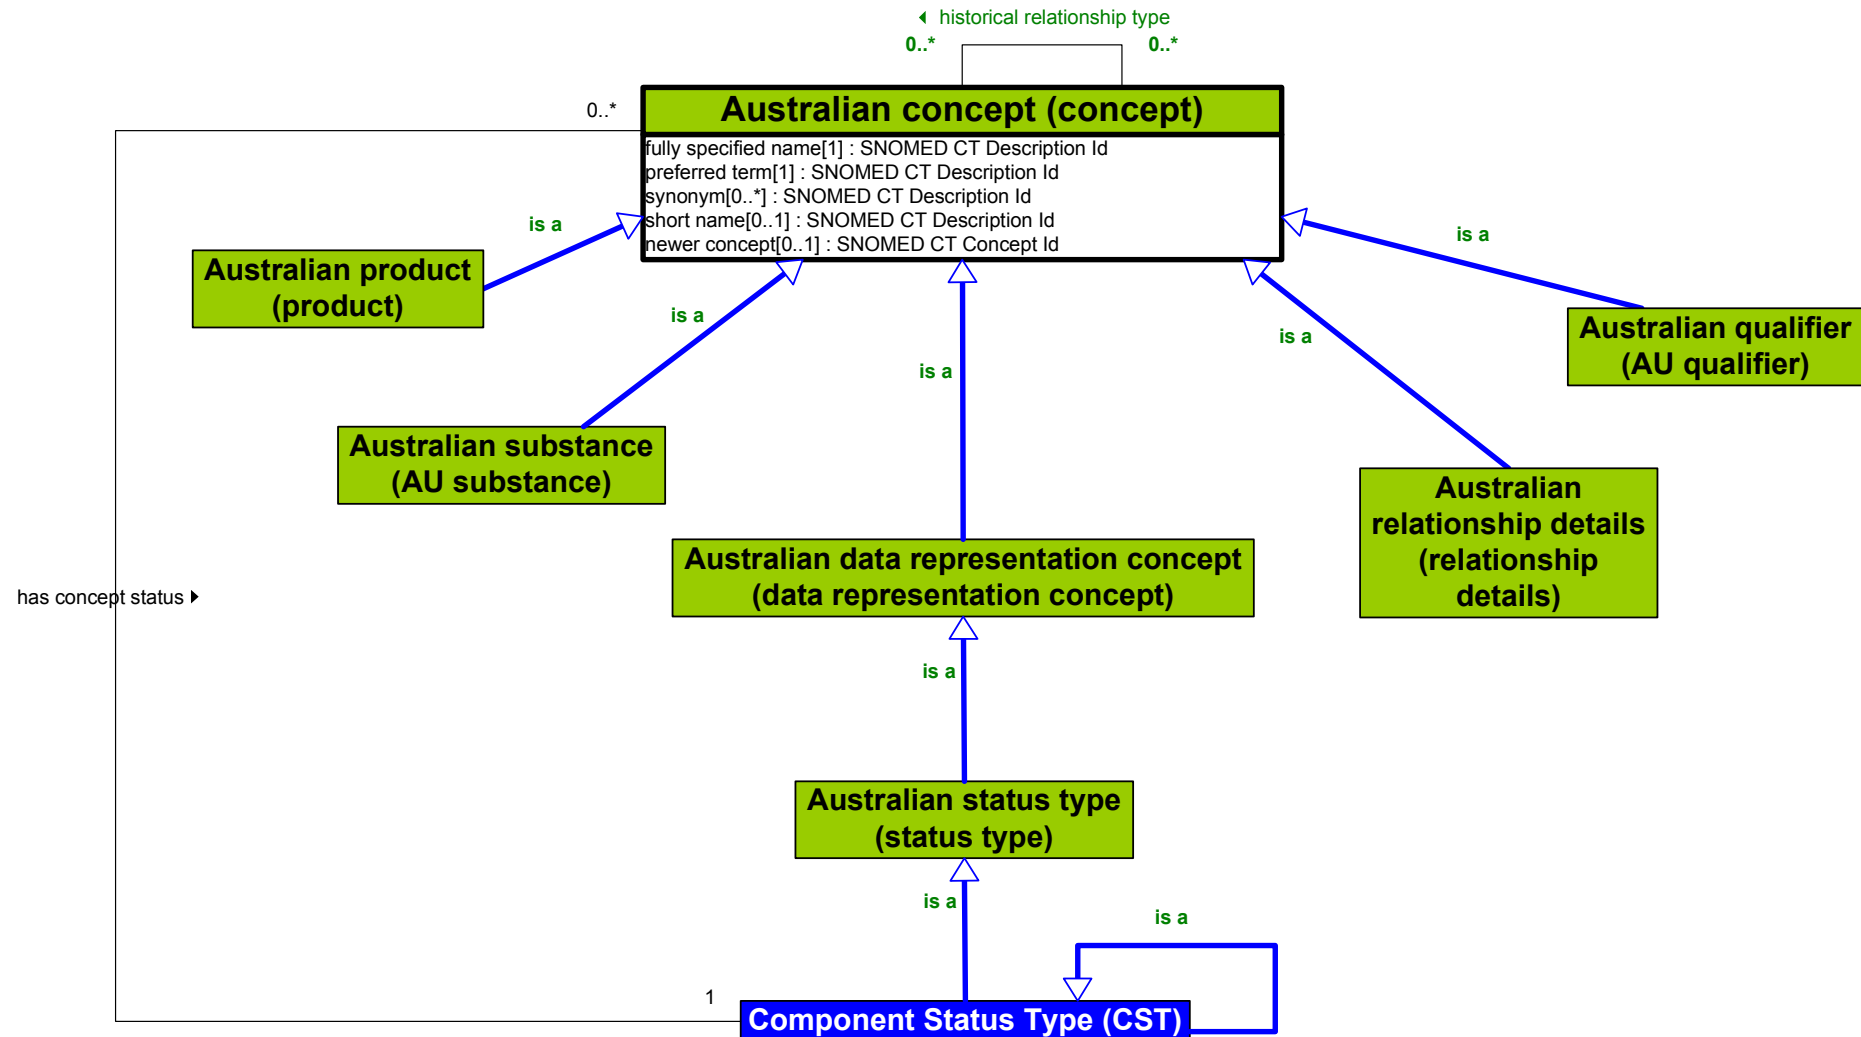 historical relationship type
0..*
0..*
0..*
Australian concept (concept)
fully specified name[1] : SNOMED CT Description Id
preferred term[1] : SNOMED CT Description Id
synonym[0..*] : SNOMED CT Description Id
short name[0..1] : SNOMED CT Description Id
newer concept[0..1] : SNOMED CT Concept Id
is a
is a
Australian product
(product)
is a
is a
Australian qualifier
(AU qualifier)
is a
Australian substance
(AU substance)
Australian
relationship details
(relationship
details)
Australian data representation concept
(data representation concept)
has concept status
is a
Australian status type
(status type)
is a
is a
1
Component Status Type (CST)